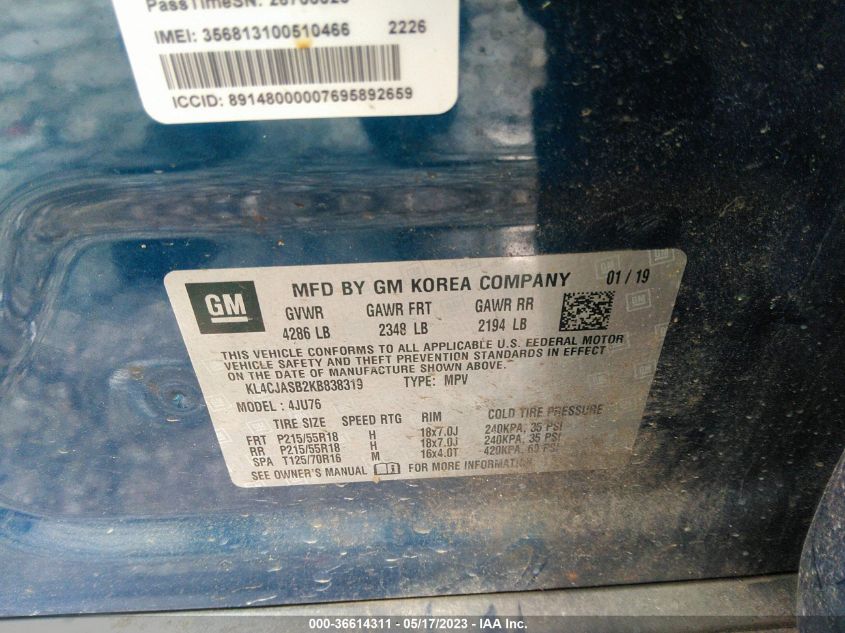 PassTimeSN:
IMEI: 356813100510466 2226
ICCID: 89148000007695892659
GM MFD BY GM KOREA COMPANY 01 / 19
GVWR GAWR FRT GAWR RR
4286 LB 2348 LB 2194 LB
THIS VEHICLE CONFORMS TO ALL APPLICABLE U.S. FEDERAL MOTOR
VEHICLE SAFETY AND THEFT PREVENTION STANDARDS IN EFFECT
ON THE DATE OF MANUFACTURE SHOWN ABOVE.
KL4CJASB2KB838319 TYPE: MPV
MODEL : 4JU76
TIRE SIZE SPEED RTG RIM COLD TIRE PRESSURE
FRT P215/55R18 H 18x7.0J 240KPA, 35 PSI
RR P215/55R18 H 18x7.0J 240KPA, 35 PSI
SPA T125/70R16 M 16x4.0T 420KPA, 60 PSI
SEE OWNER'S MANUAL FOR MORE INFORMATION
000-36614311 - 05/17/2023 - IAA Inc.